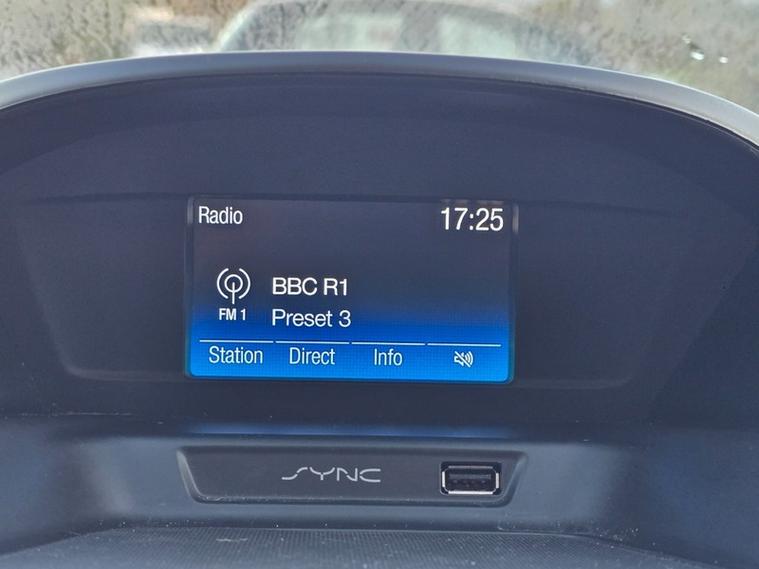 Radio 17:25
BBC R1
FM 1 Preset 3
Station Direct Info
SYNC